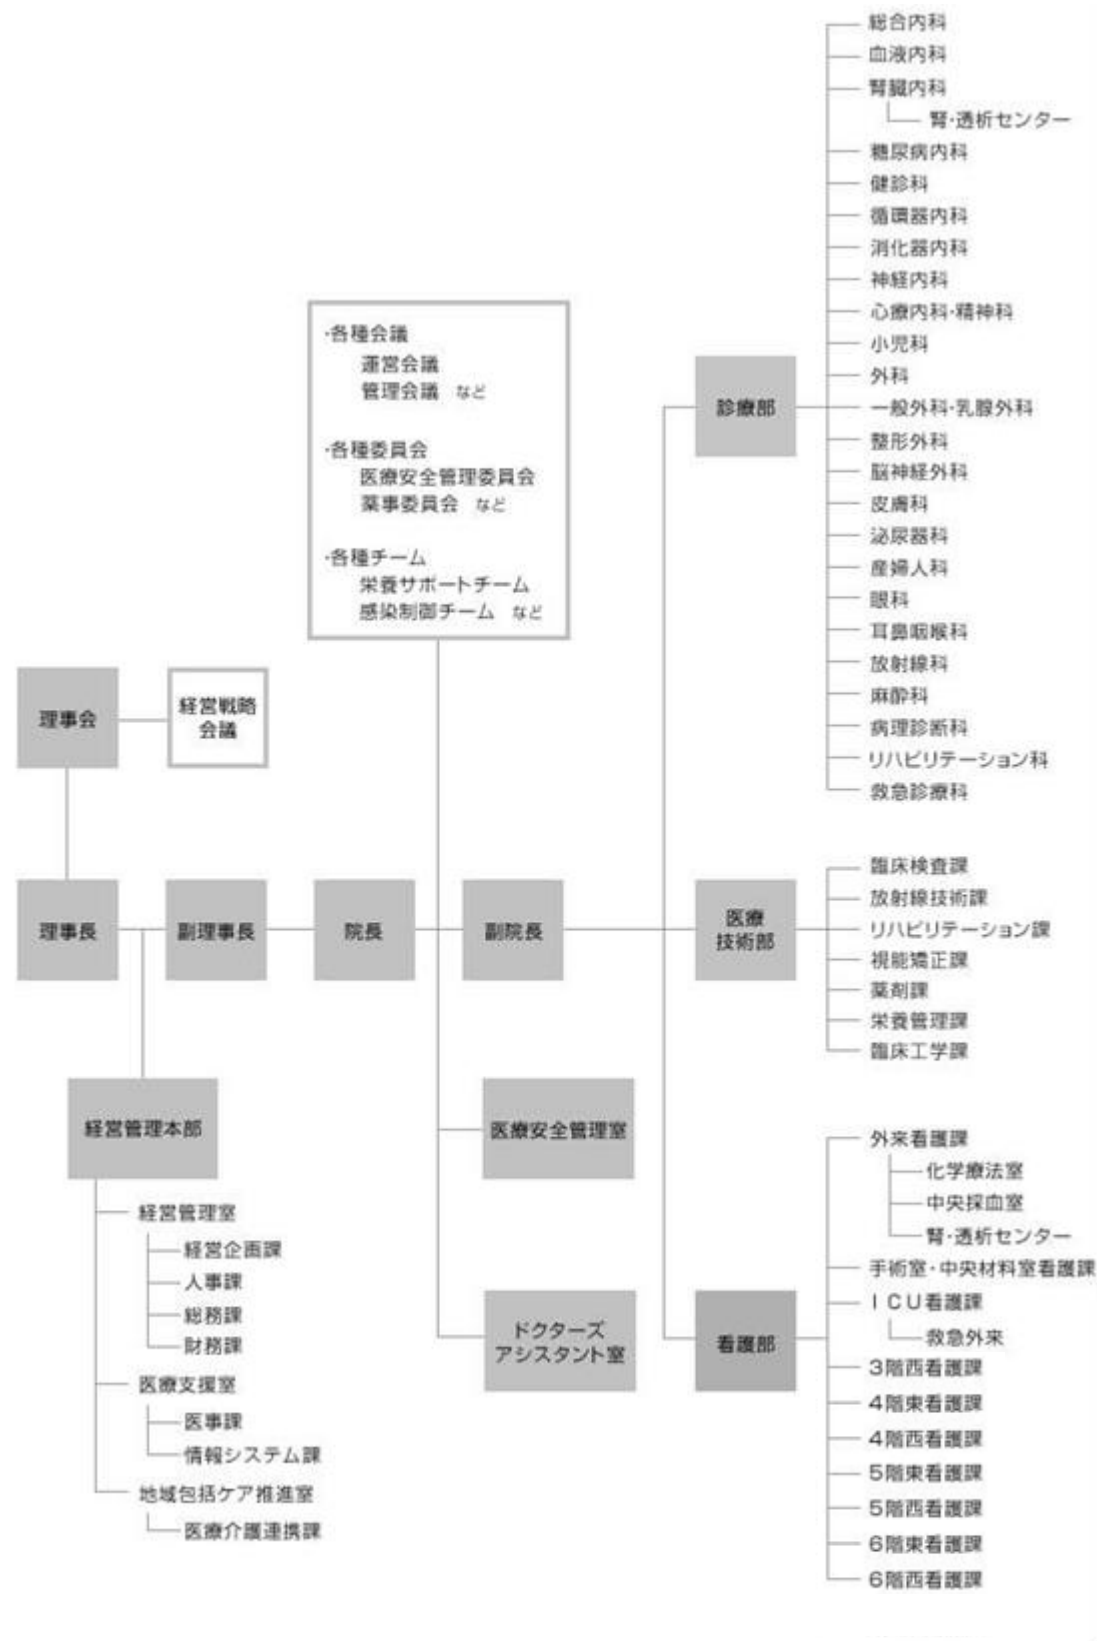 総合内科
血液内科
腎臓内科
腎・透析センター
糖尿病内科
健診科
循環器内科
消化器内科
神経内科
心療内科・精神科
小児科
外科
一般外科・乳腺外科
整形外科
脳神経外科
皮膚科
泌尿器科
産婦人科
眼科
耳鼻咽喉科
放射線科
麻酔科
病理診断科
リハビリテーション科
救急診療科
診療部
・各種会議
運営会議
管理会議 など
・各種委員会
医療安全管理委員会
薬事委員会 など
・各種チーム
栄養サポートチーム
感染制御チーム など
理事会
経営戦略
会議
理事長
副理事長
院長
副院長
医療
技術部
臨床検査課
放射線技術課
リハビリテーション課
視能矯正課
薬剤課
栄養管理課
臨床工学課
経営管理本部
経営管理室
経営企画課
人事課
総務課
財務課
医療支援室
医事課
情報システム課
地域包括ケア推進室
医療介護連携課
医療安全管理室
ドクターズ
アシスタント室
看護部
外来看護課
化学療法室
中央採血室
腎・透析センター
手術室・中央材料室看護課
ICU看護課
救急外来
3階西看護課
4階東看護課
4階西看護課
5階東看護課
5階西看護課
6階東看護課
6階西看護課